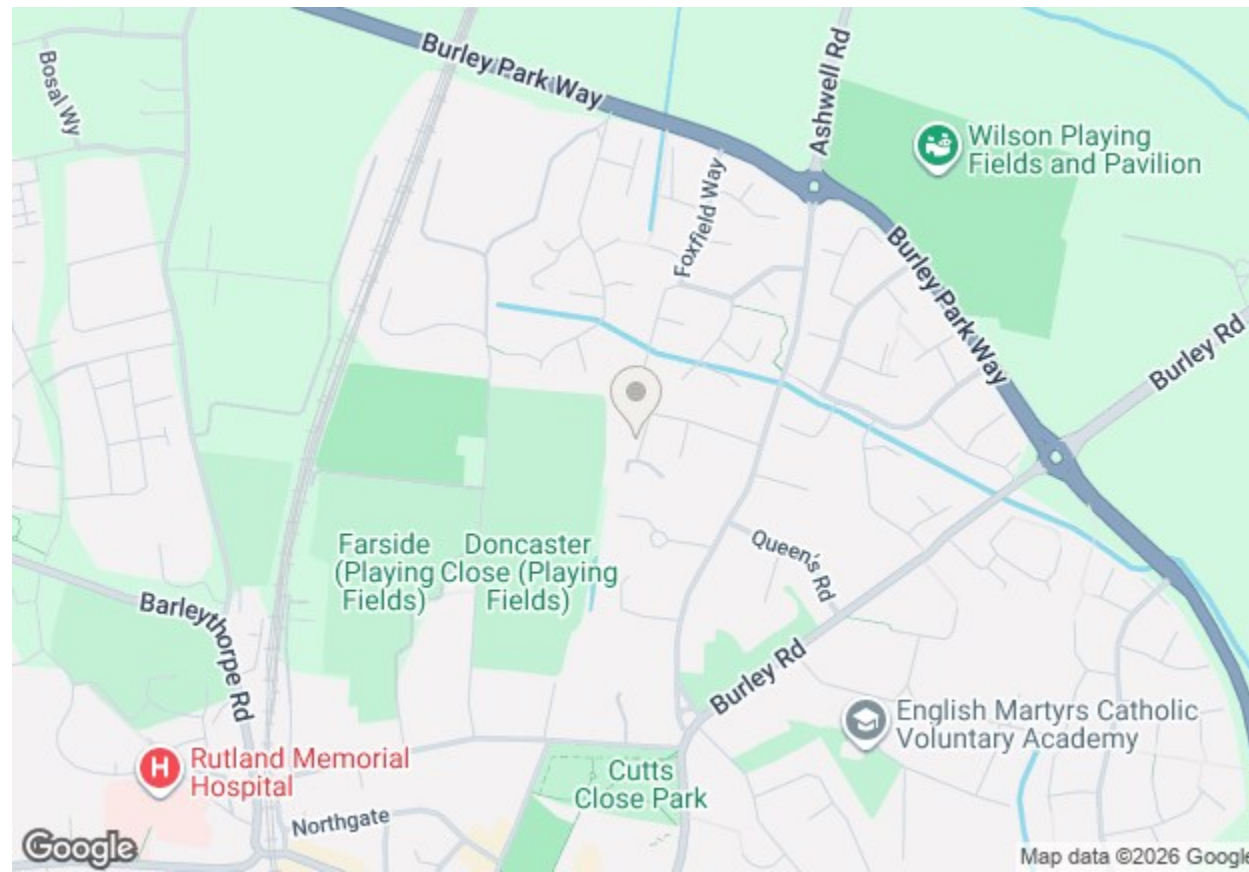 Burley Park Way
Ashwell Rd
Bosal Wy
Wilson Playing
Fields and Pavilion
Foxfield Way
Burley Park Way
Burley Rd
Farside
(Playing
Fields)
Doncaster
Close (Playing
Fields)
Queen's Rd
Barleythorpe Rd
Burley Rd
English Martyrs Catholic
Voluntary Academy
H
Rutland Memorial
Hospital
Cutts
Close Park
Northgate
Google
Map data ©2026 Google